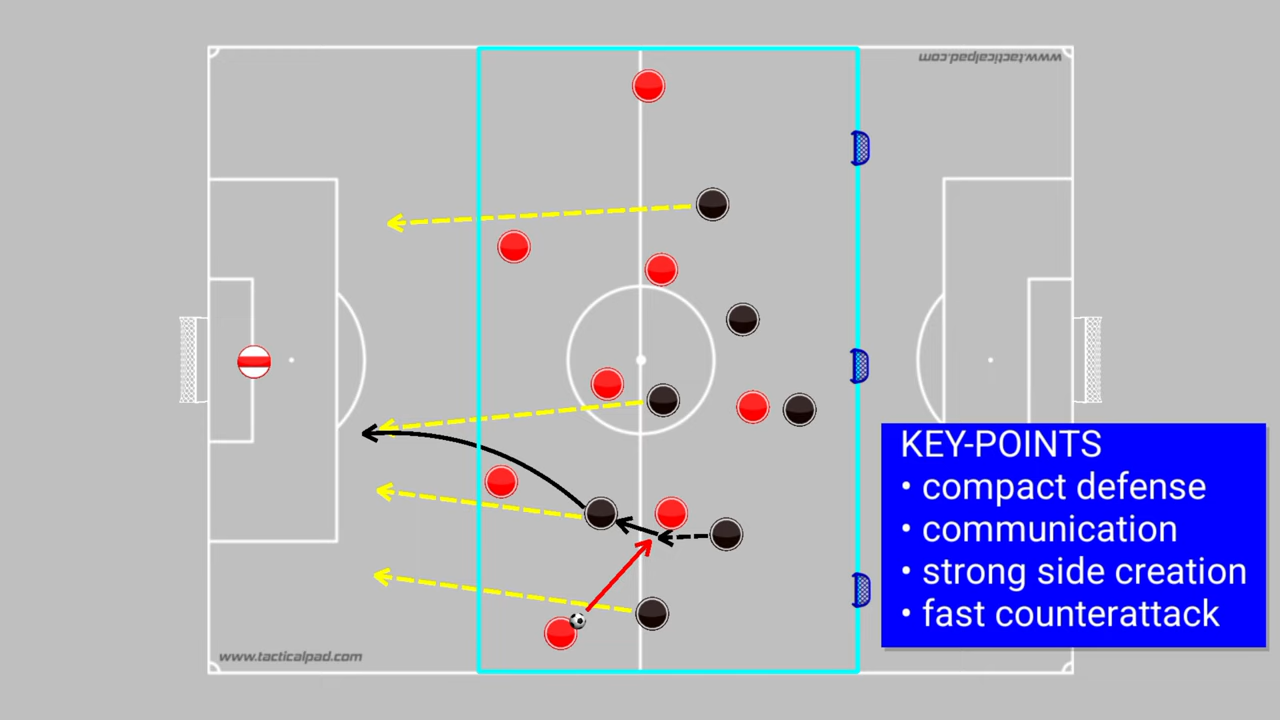 www.tacticalpad.com
KEY-POINTS
• compact defense
• communication
• strong side creation
• fast counterattack
www.tacticalpad.com